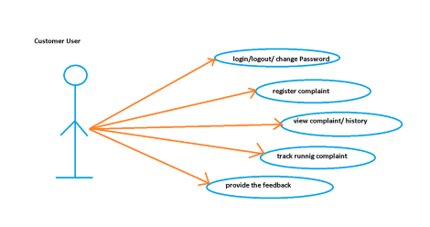 Customer User
login/logout/ change Password
register complaint
view complaint/ history
track runnig complaint
provide the feedback